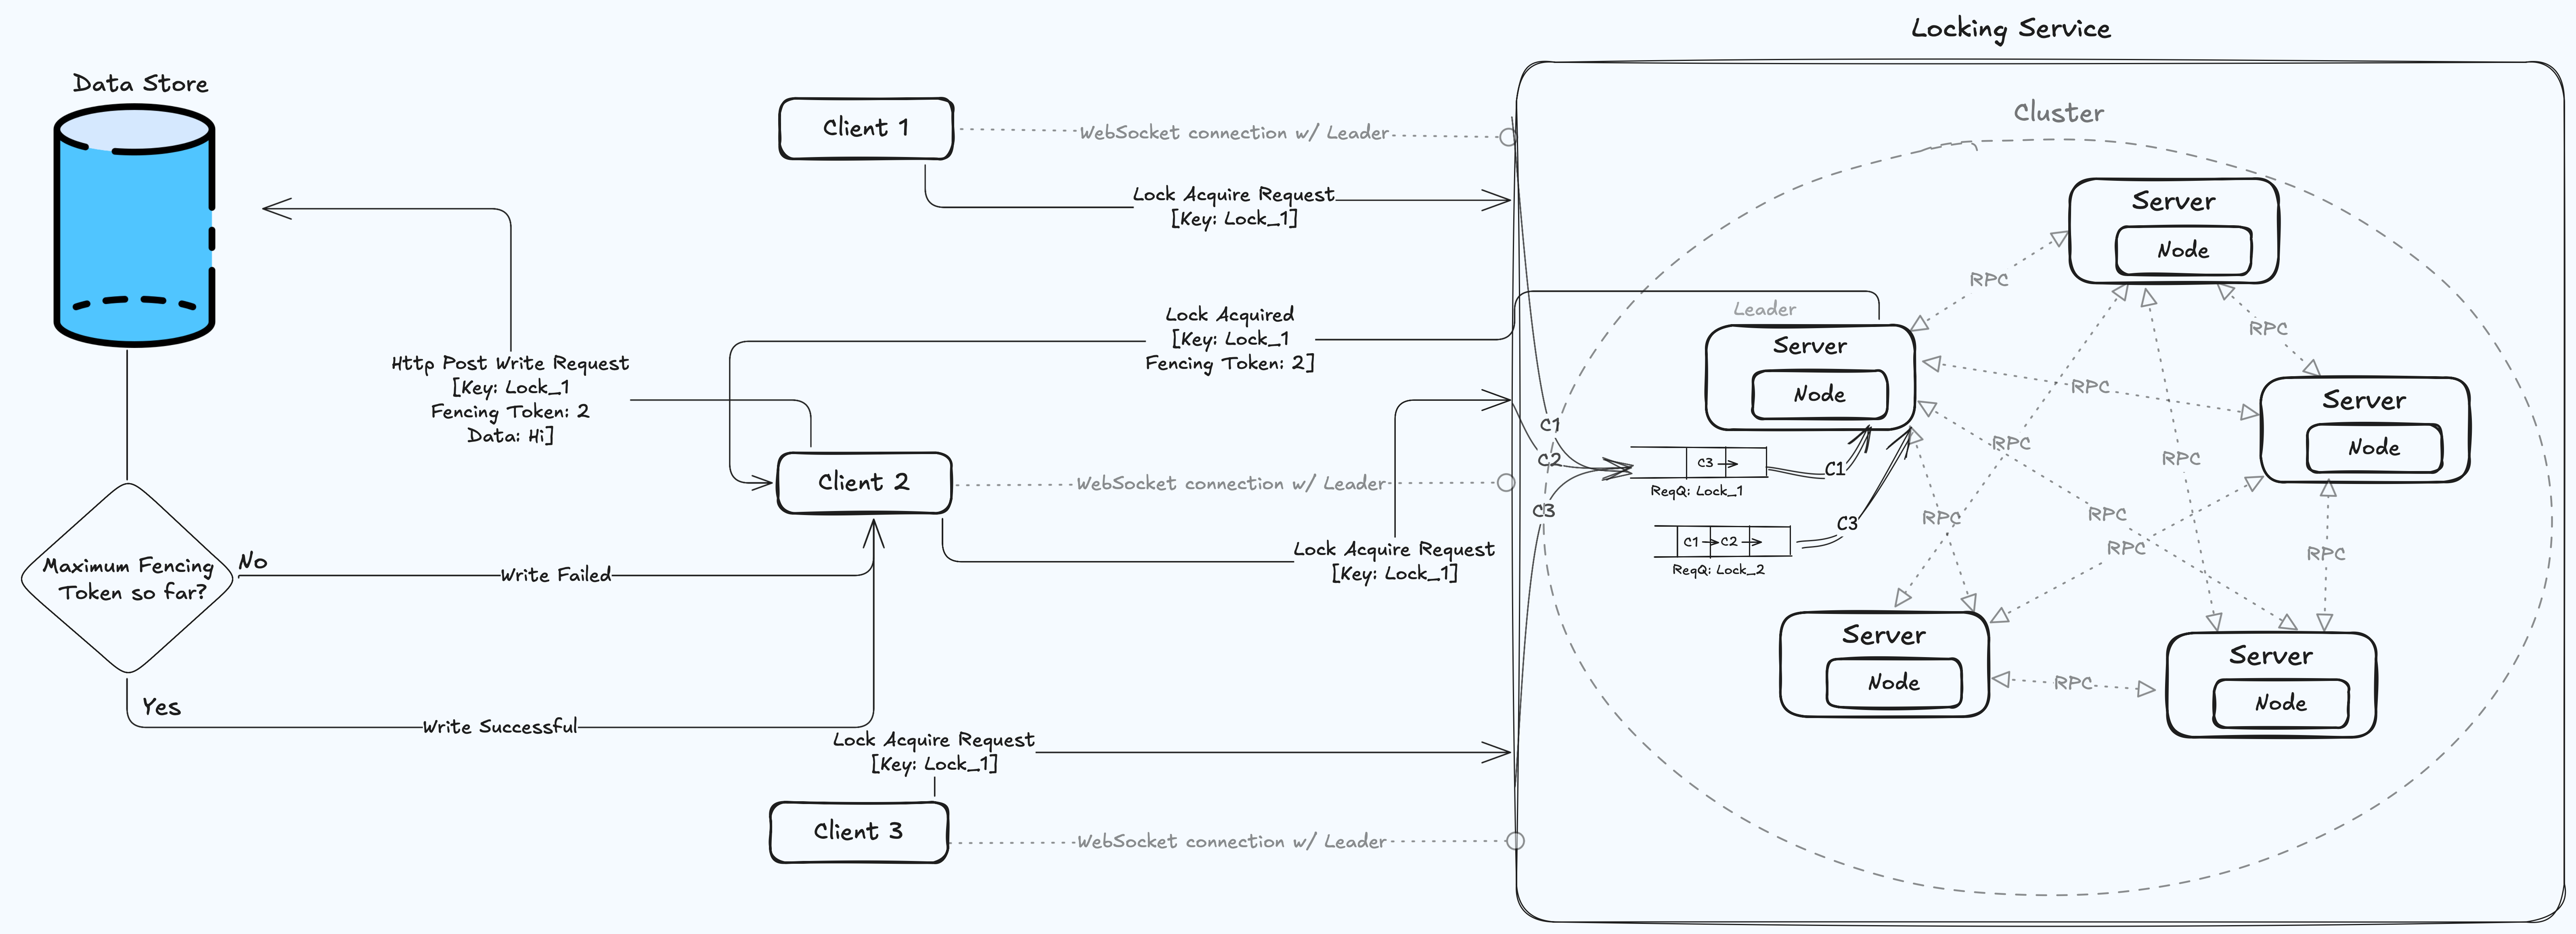 Locking Service
Data Store
Cluster
Client 1
WebSocket connection w/ Leader
Lock Acquire Request
[Key: Lock_1]
Server
Node
RPC
Leader
Server
Node
RPC
Lock Acquired
[Key: Lock_1
Fencing Token: 2]
Http Post Write Request
[Key: Lock_1
Fencing Token: 2
Data: Hi]
RPC
Server
Node
C1
C2
C3
C3
C1
ReqQ: Lock_1
RPC
RPC
Client 2
WebSocket connection w/ Leader
C1
C2
C3
ReqQ: Lock_2
RPC
RPC
RPC
RPC
Lock Acquire Request
[Key: Lock_1]
Maximum Fencing
Token so far?
No
Write Failed
Yes
Write Successful
Server
Node
RPC
Server
Node
Lock Acquire Request
[Key: Lock_1]
Client 3
WebSocket connection w/ Leader